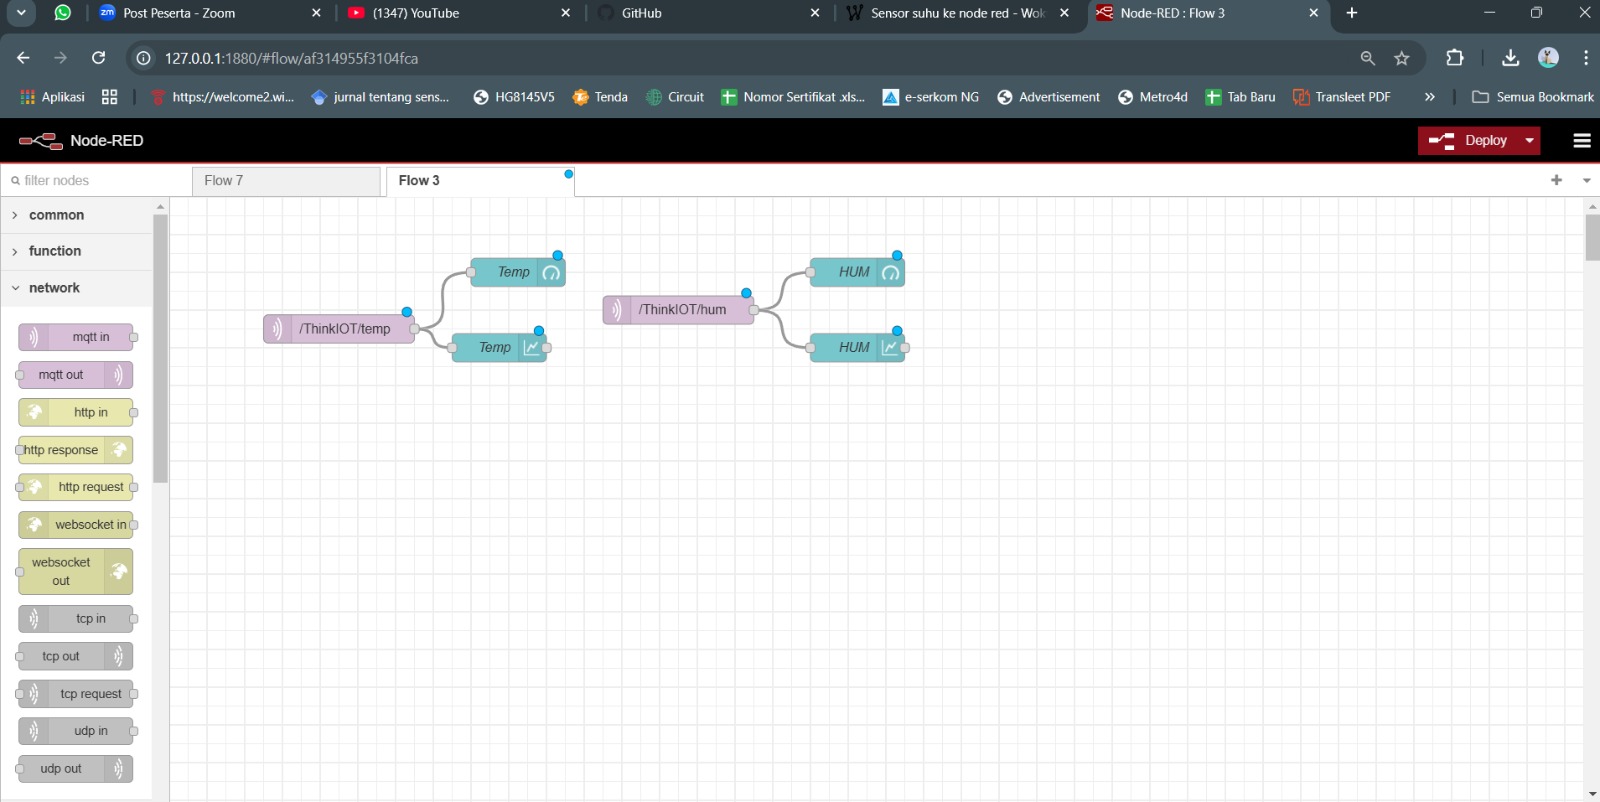 Post Peserta - Zoom
(1347) YouTube
GitHub
Sensor suhu ke node red - Wok
Node-RED : Flow 3
127.0.0.1:1880/#flow/af314955f3104fca
Aplikasi
https://welcome2.wi...
jurnal tentang sens...
HG8145V5
Tenda
Circuit
Nomor Sertifikat .xls...
e-serkom NG
Advertisement
Metro4d
Tab Baru
Transleet PDF
Semua Bookmark
Node-RED
Deploy
filter nodes
Flow 7
Flow 3
common
function
network
mqtt in
mqtt out
http in
http response
http request
websocket in
websocket
out
tcp in
tcp out
tcp request
udp in
udp out
/ThinkIOT/temp
Temp
Temp
/ThinkIOT/hum
HUM
HUM